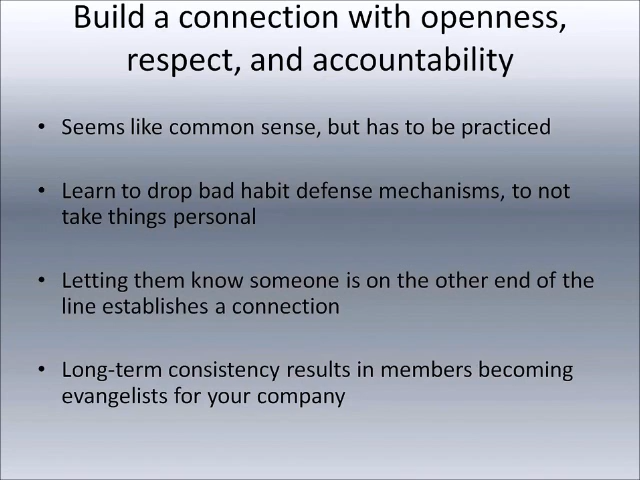 Build a connection with openness,
respect, and accountability
• Seems like common sense, but has to be practiced
• Learn to drop bad habit defense mechanisms, to not
take things personal
• Letting them know someone is on the other end of the
line establishes a connection
• Long-term consistency results in members becoming
evangelists for your company